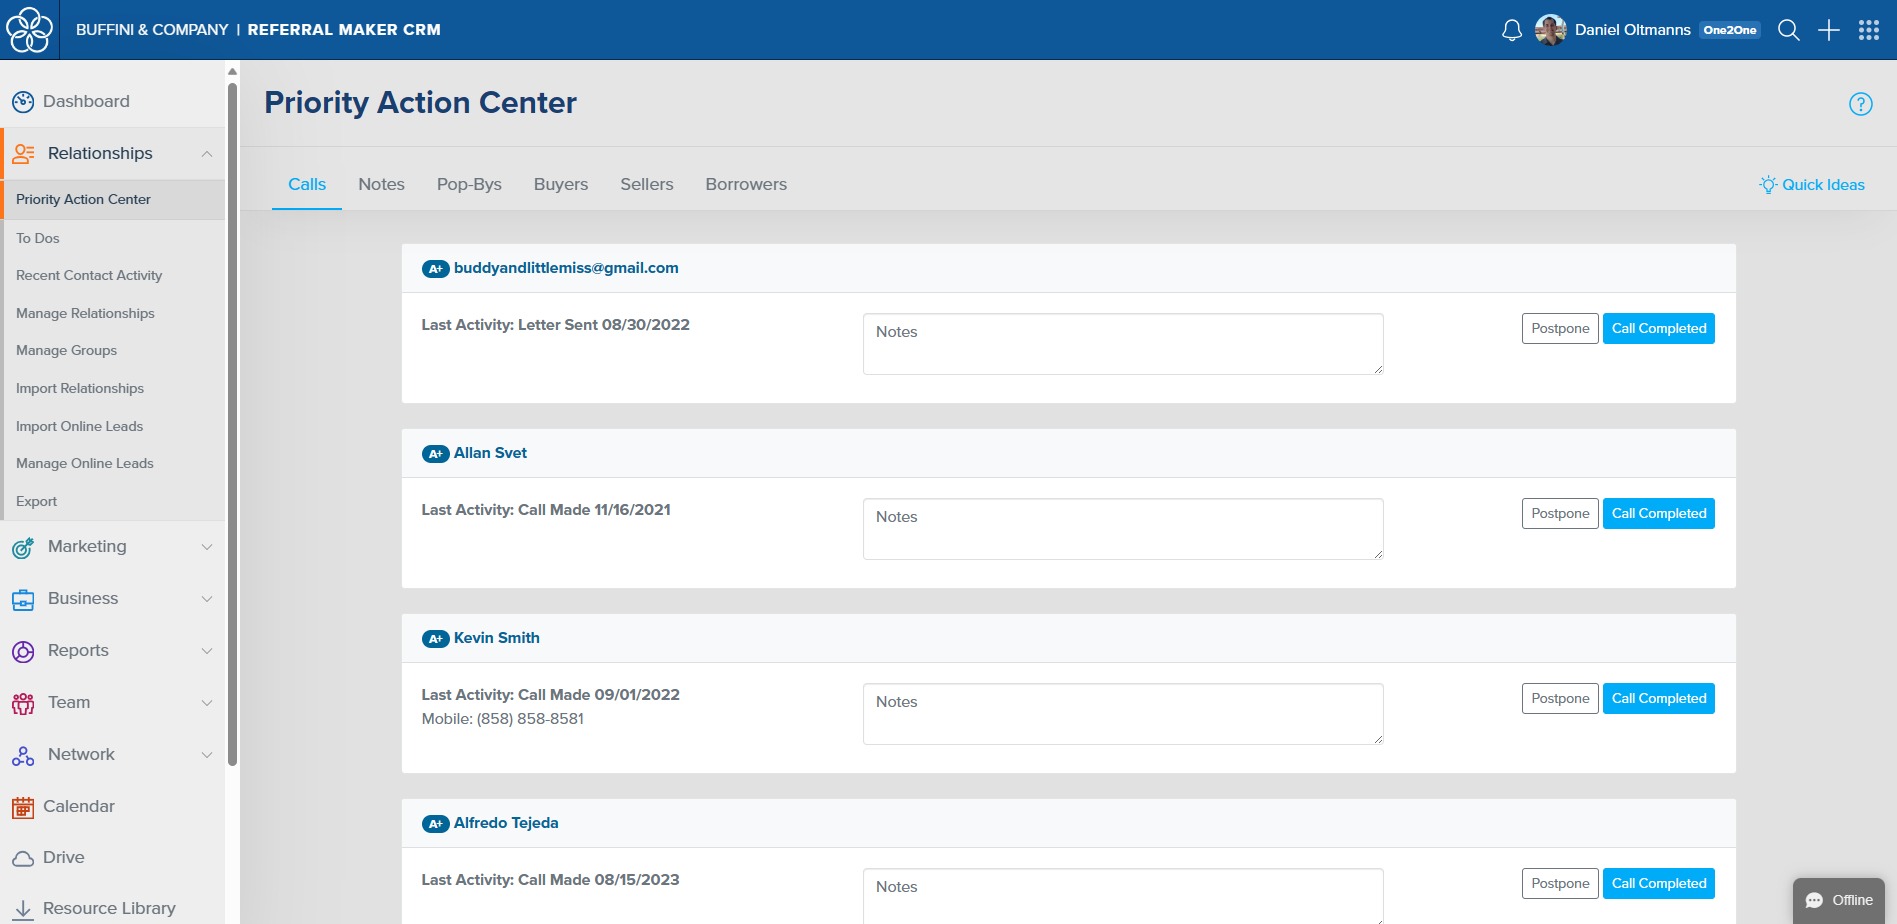 BUFFINI & COMPANY | REFERRAL MAKER CRM
Daniel Oltmanns One2One
Dashboard
Relationships
Priority Action Center
To Dos
Recent Contact Activity
Manage Relationships
Manage Groups
Import Relationships
Import Online Leads
Manage Online Leads
Export
Marketing
Business
Reports
Team
Network
Calendar
Drive
Resource Library
Priority Action Center
?
Calls Notes Pop-Bys Buyers Sellers Borrowers
Quick Ideas
A+ buddyandlittlemiss@gmail.com
Last Activity: Letter Sent 08/30/2022
Notes
Postpone Call Completed
A+ Allan Svet
Last Activity: Call Made 11/16/2021
Notes
Postpone Call Completed
A+ Kevin Smith
Last Activity: Call Made 09/01/2022
Mobile: (858) 858-8581
Notes
Postpone Call Completed
A+ Alfredo Tejeda
Last Activity: Call Made 08/15/2023
Notes
Postpone Call Completed
Offline